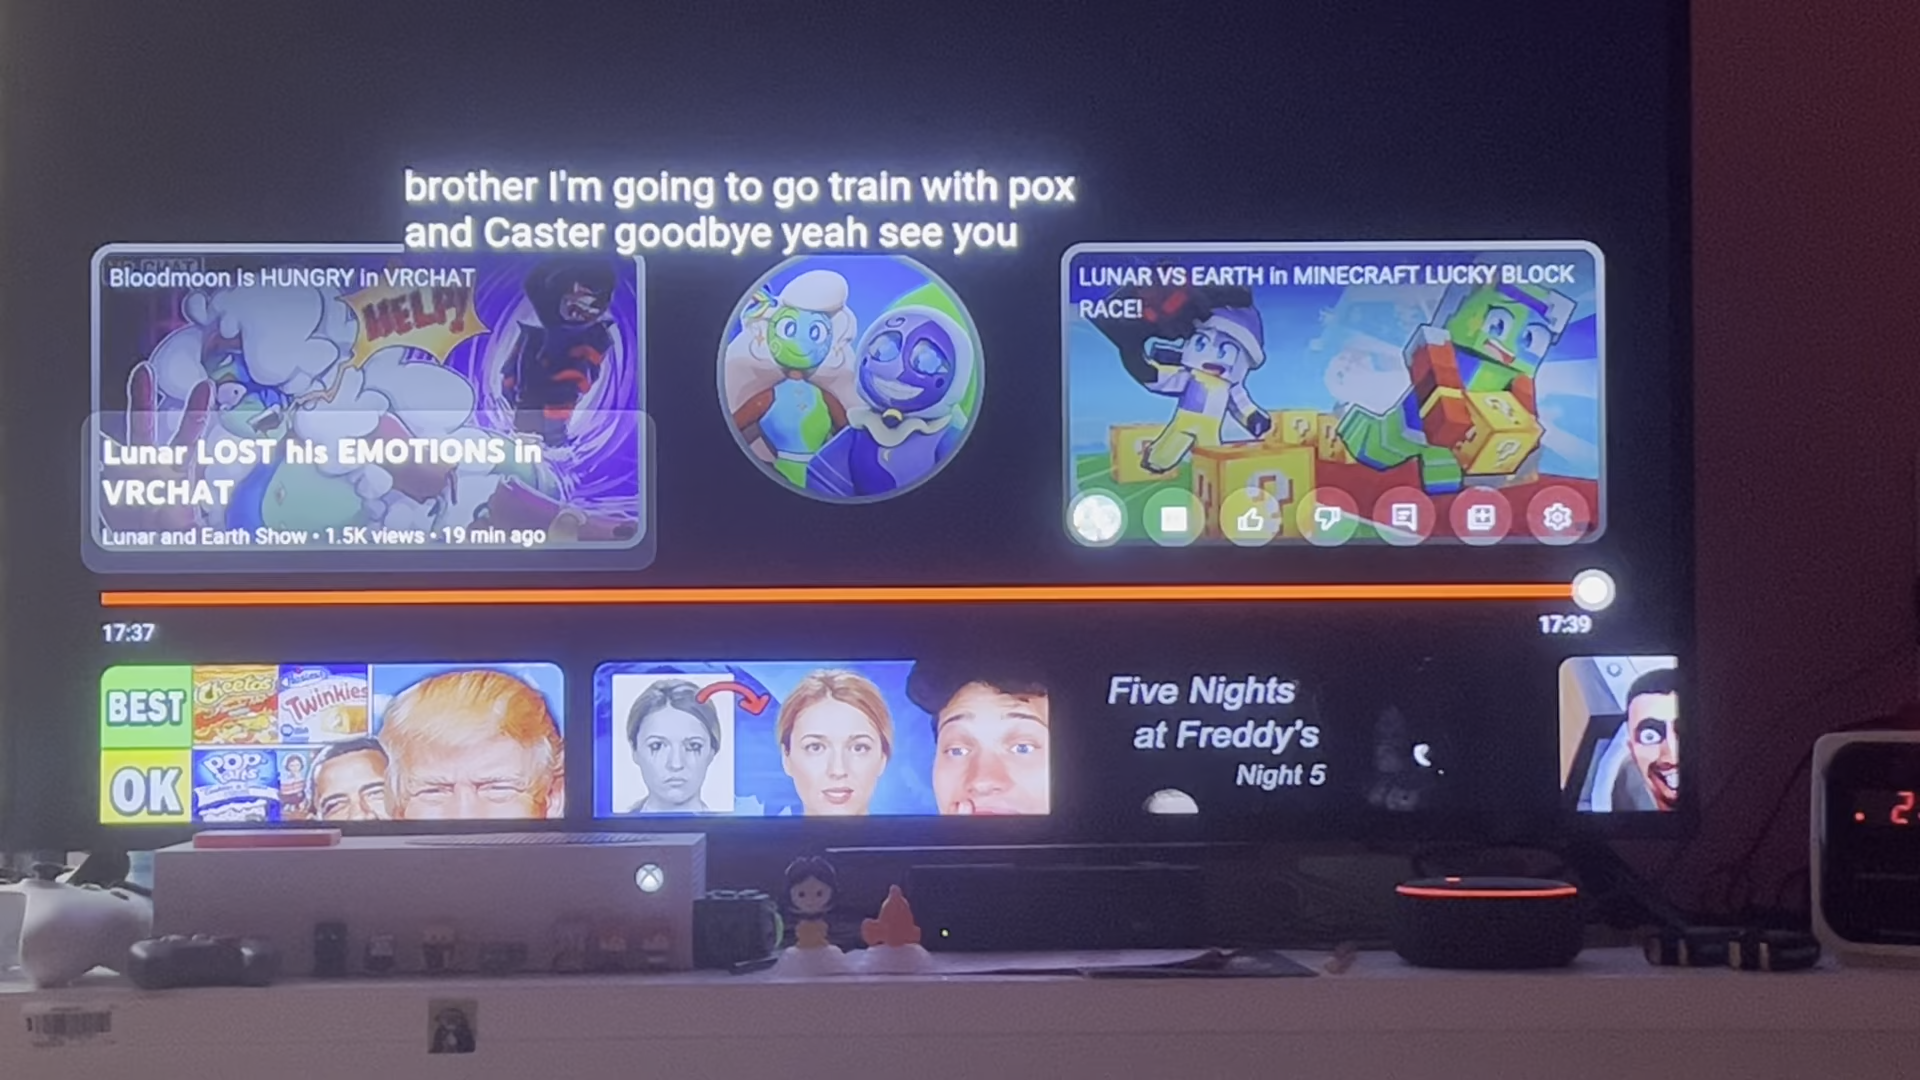 brother I'm going to go train with pox
and Caster goodbye yeah see you
Bloodmoon is HUNGRY in VRCHAT
HELP!
Lunar LOST his EMOTIONS in
VRCHAT
Lunar and Earth Show • 1.5K views • 19 min ago
LUNAR VS EARTH in MINECRAFT LUCKY BLOCK
RACE!
17:37
17:39
BEST
Cheetos
Hostess
Twinkies
OK
POP
tarts
Five Nights
at Freddy's
Night 5